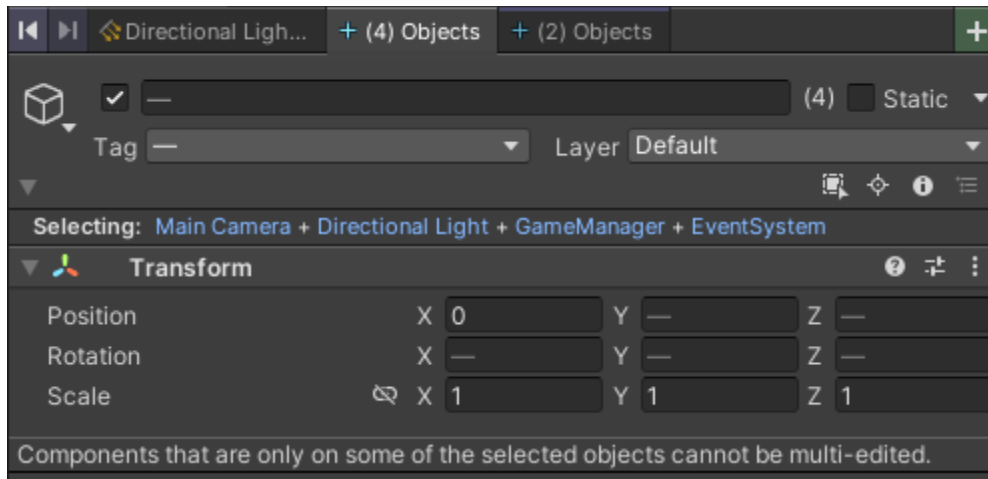 Directional Ligh... + (4) Objects + (2) Objects +
— (4) Static
Tag — Layer Default
Selecting: Main Camera + Directional Light + GameManager + EventSystem
Transform
Position X 0 Y — Z —
Rotation X — Y — Z —
Scale X 1 Y 1 Z 1
Components that are only on some of the selected objects cannot be multi-edited.